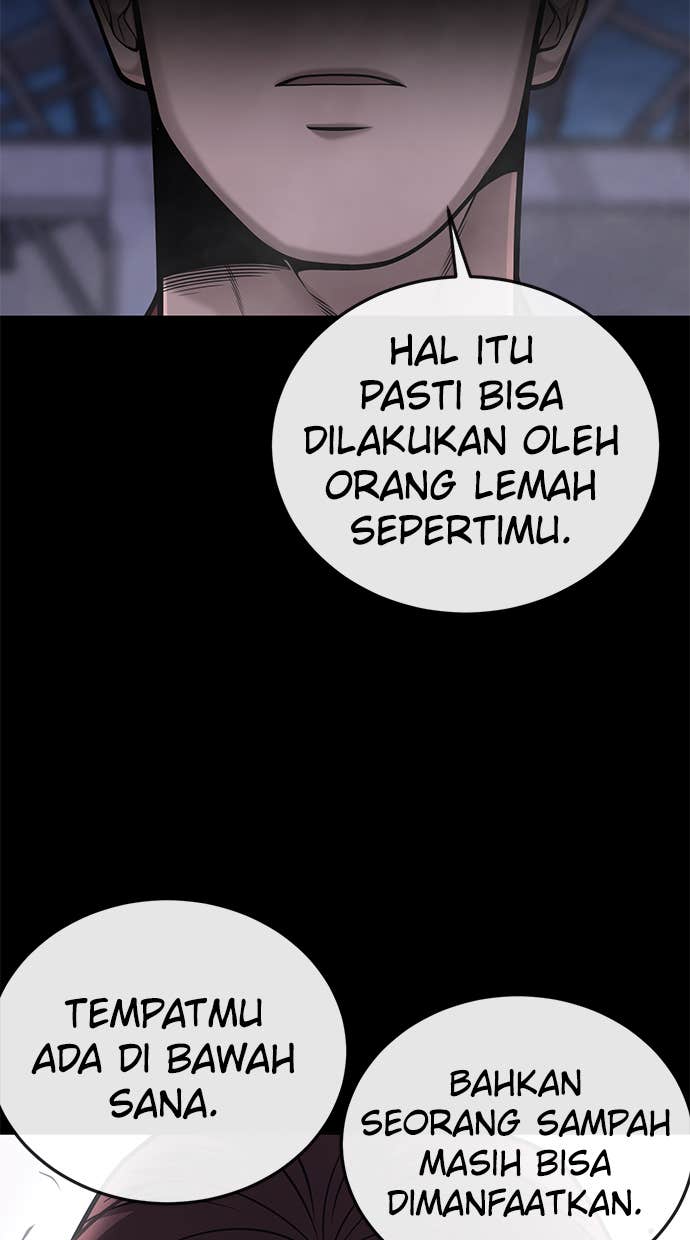 HAL ITU
PASTI BISA
DILAKUKAN OLEH
ORANG LEMAH
SEPERTIMU.
TEMPATMU
ADA DI BAWAH
SANA.
BAHKAN
SEORANG SAMPAH
MASIH BISA
DIMANFAATKAN.